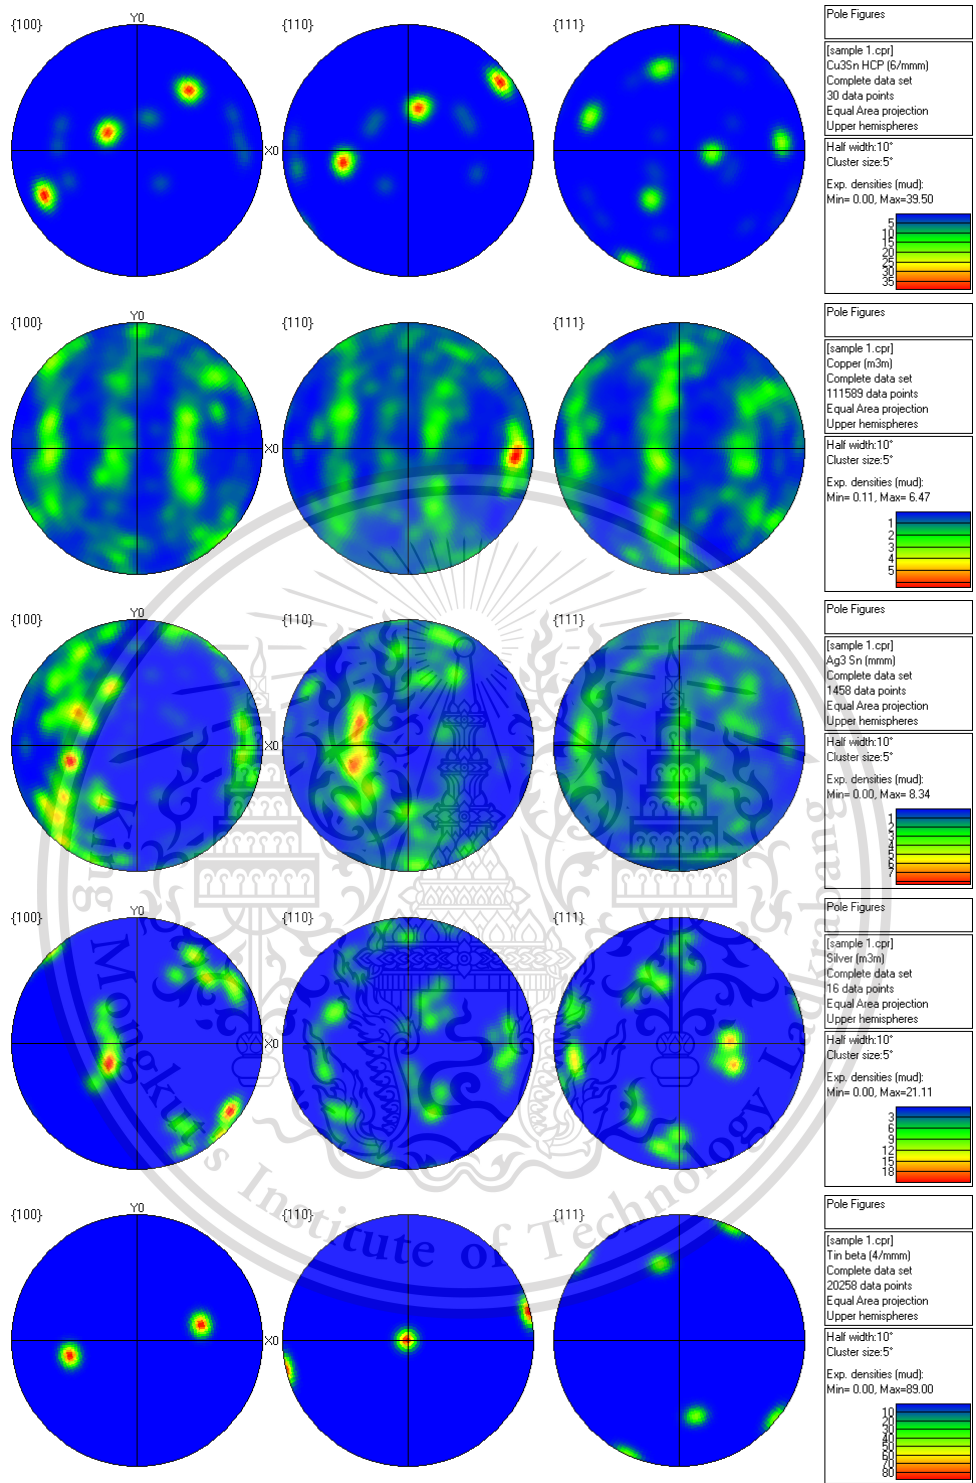 {100}
Y0
X0
{110}
{111}
Pole Figures
[sample 1.cpr]
Cu3Sn HCP (6/mmm)
Complete data set
30 data points
Equal Area projection
Upper hemispheres
Half width:10°
Cluster size:5°
Exp. densities (mud):
Min= 0.00, Max=39.50
5
10
15
20
25
30
35
{100}
Y0
X0
{110}
{111}
Pole Figures
[sample 1.cpr]
Copper (m3m)
Complete data set
111589 data points
Equal Area projection
Upper hemispheres
Half width:10°
Cluster size:5°
Exp. densities (mud):
Min= 0.11, Max= 6.47
1
2
3
4
5
{100}
Y0
X0
{110}
{111}
Pole Figures
[sample 1.cpr]
Ag3 Sn (mmm)
Complete data set
1458 data points
Equal Area projection
Upper hemispheres
Half width:10°
Cluster size:5°
Exp. densities (mud):
Min= 0.00, Max= 8.34
1
2
3
4
5
6
7
{100}
Y0
X0
{110}
{111}
Pole Figures
[sample 1.cpr]
Silver (m3m)
Complete data set
16 data points
Equal Area projection
Upper hemispheres
Half width:10°
Cluster size:5°
Exp. densities (mud):
Min= 0.00, Max=21.11
3
6
9
12
15
18
{100}
Y0
X0
{110}
{111}
Pole Figures
[sample 1.cpr]
Tin beta (4/mmm)
Complete data set
20258 data points
Equal Area projection
Upper hemispheres
Half width:10°
Cluster size:5°
Exp. densities (mud):
Min= 0.00, Max=89.00
10
20
30
40
50
60
70
80
King Mongkut's Institute of Technology